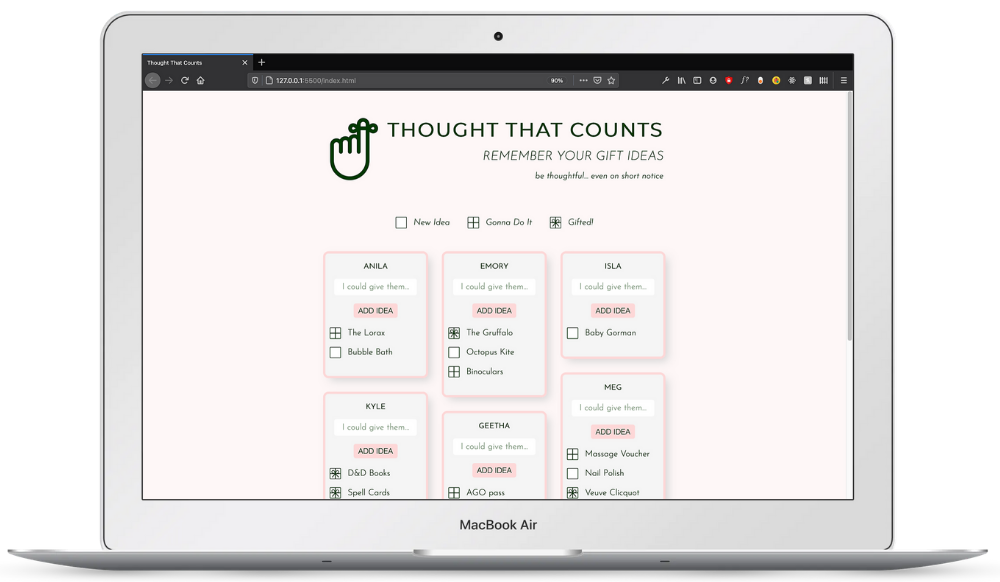 Thought That Counts
127.0.0.1:5500/index.html
90%
THOUGHT THAT COUNTS
REMEMBER YOUR GIFT IDEAS
be thoughtful... even on short notice
New Idea
Gonna Do It
Gifted!
ANILA
I could give them...
ADD IDEA
The Lorax
Bubble Bath
EMORY
I could give them...
ADD IDEA
The Gruffalo
Octopus Kite
Binoculars
ISLA
I could give them...
ADD IDEA
Baby Gorman
KYLE
I could give them...
ADD IDEA
D&D Books
Spell Cards
GEETHA
I could give them...
ADD IDEA
AGO pass
MEG
I could give them...
ADD IDEA
Massage Voucher
Nail Polish
Veuve Clicquot
MacBook Air